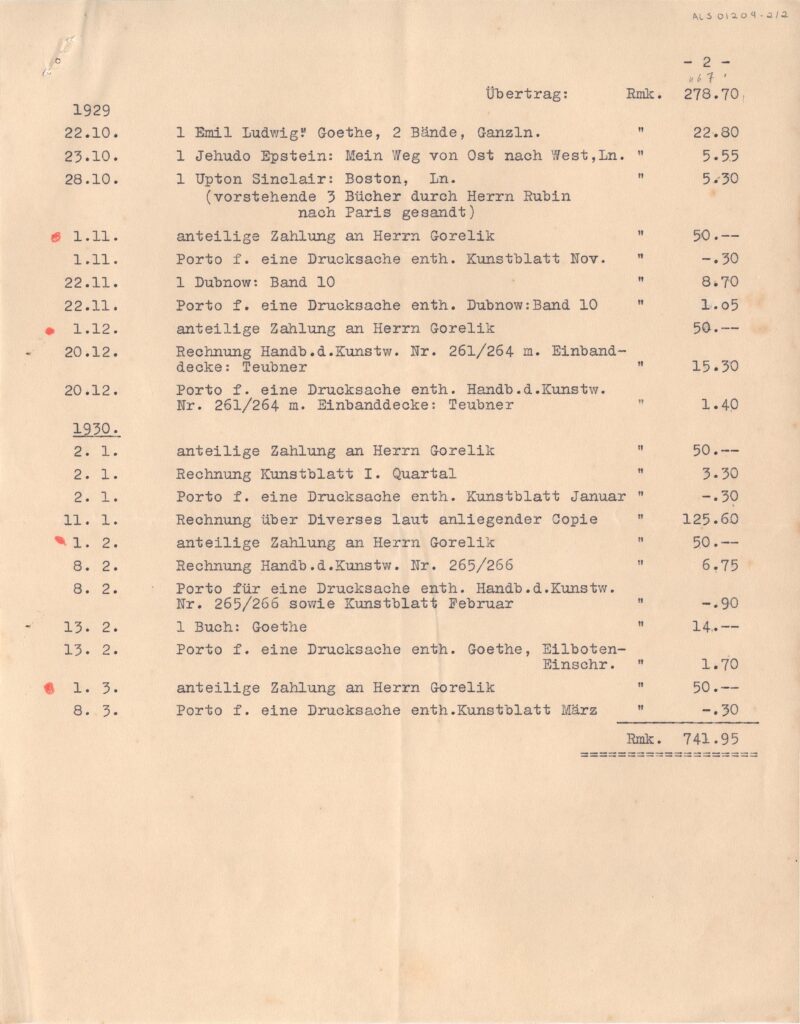 ALS 01204-2/2
- 2 -
Übertrag: Rmk. 278.70
1929
22.10. 1 Emil Ludwig" Goethe, 2 Bände, Ganzln. " 22.80
23.10. 1 Jehudo Epstein: Mein Weg von Ost nach West,Ln. " 5.55
28.10. 1 Upton Sinclair: Boston, Ln. " 5.30
(vorstehende 3 Bücher durch Herrn Rubin
nach Paris gesandt)
1.11. anteilige Zahlung an Herrn Gorelik " 50.--
1.11. Porto f. eine Drucksache enth. Kunstblatt Nov. " -.30
22.11. 1 Dubnow: Band 10 " 8.70
22.11. Porto f. eine Drucksache enth. Dubnow:Band 10 " 1.05
1.12. anteilige Zahlung an Herrn Gorelik " 50.--
20.12. Rechnung Handb.d.Kunstw. Nr. 261/264 m. Einband-
decke: Teubner " 15.30
20.12. Porto f. eine Drucksache enth. Handb.d.Kunstw.
Nr. 261/264 m. Einbanddecke: Teubner " 1.40
1930.
2. 1. anteilige Zahlung an Herrn Gorelik " 50.--
2. 1. Rechnung Kunstblatt I. Quartal " 3.30
2. 1. Porto f. eine Drucksache enth. Kunstblatt Januar " -.30
11. 1. Rechnung über Diverses laut anliegender Copie " 125.60
1. 2. anteilige Zahlung an Herrn Gorelik " 50.--
8. 2. Rechnung Handb.d.Kunstw. Nr. 265/266 " 6.75
8. 2. Porto für eine Drucksache enth. Handb.d.Kunstw.
Nr. 265/266 sowie Kunstblatt Februar " -.90
13. 2. 1 Buch: Goethe " 14.--
13. 2. Porto f. eine Drucksache enth. Goethe, Eilboten-
Einschr. " 1.70
1. 3. anteilige Zahlung an Herrn Gorelik " 50.--
8. 3. Porto f. eine Drucksache enth.Kunstblatt März " -.30
Rmk. 741.95